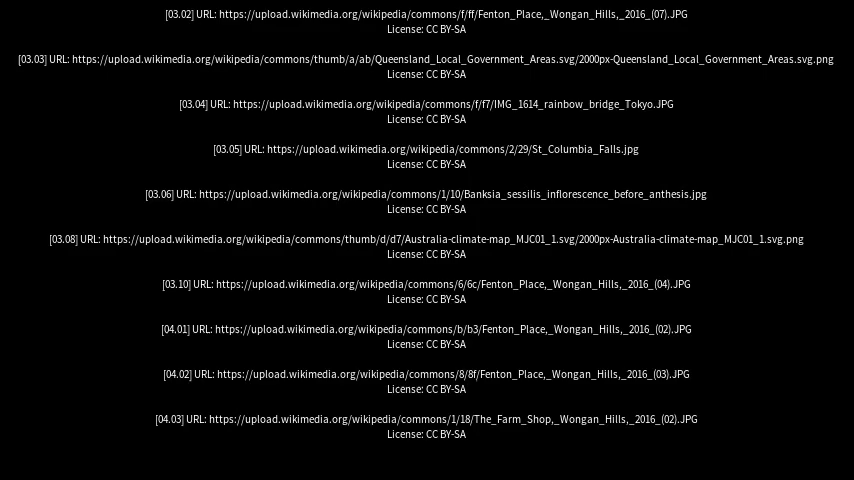 [03.02] URL: https://upload.wikimedia.org/wikipedia/commons/f/ff/Fenton_Place,_Wongan_Hills,_2016_(07).JPG
License: CC BY-SA
[03.03] URL: https://upload.wikimedia.org/wikipedia/commons/thumb/a/ab/Queensland_Local_Government_Areas.svg/2000px-Queensland_Local_Government_Areas.svg.png
License: CC BY-SA
[03.04] URL: https://upload.wikimedia.org/wikipedia/commons/f/f7/IMG_1614_rainbow_bridge_Tokyo.JPG
License: CC BY-SA
[03.05] URL: https://upload.wikimedia.org/wikipedia/commons/2/29/St_Columbia_Falls.jpg
License: CC BY-SA
[03.06] URL: https://upload.wikimedia.org/wikipedia/commons/1/10/Banksia_sessilis_inflorescence_before_anthesis.jpg
License: CC BY-SA
[03.08] URL: https://upload.wikimedia.org/wikipedia/commons/thumb/d/d7/Australia-climate-map_MJC01_1.svg/2000px-Australia-climate-map_MJC01_1.svg.png
License: CC BY-SA
[03.10] URL: https://upload.wikimedia.org/wikipedia/commons/6/6c/Fenton_Place,_Wongan_Hills,_2016_(04).JPG
License: CC BY-SA
[04.01] URL: https://upload.wikimedia.org/wikipedia/commons/b/b3/Fenton_Place,_Wongan_Hills,_2016_(02).JPG
License: CC BY-SA
[04.02] URL: https://upload.wikimedia.org/wikipedia/commons/8/8f/Fenton_Place,_Wongan_Hills,_2016_(03).JPG
License: CC BY-SA
[04.03] URL: https://upload.wikimedia.org/wikipedia/commons/1/18/The_Farm_Shop,_Wongan_Hills,_2016_(02).JPG
License: CC BY-SA